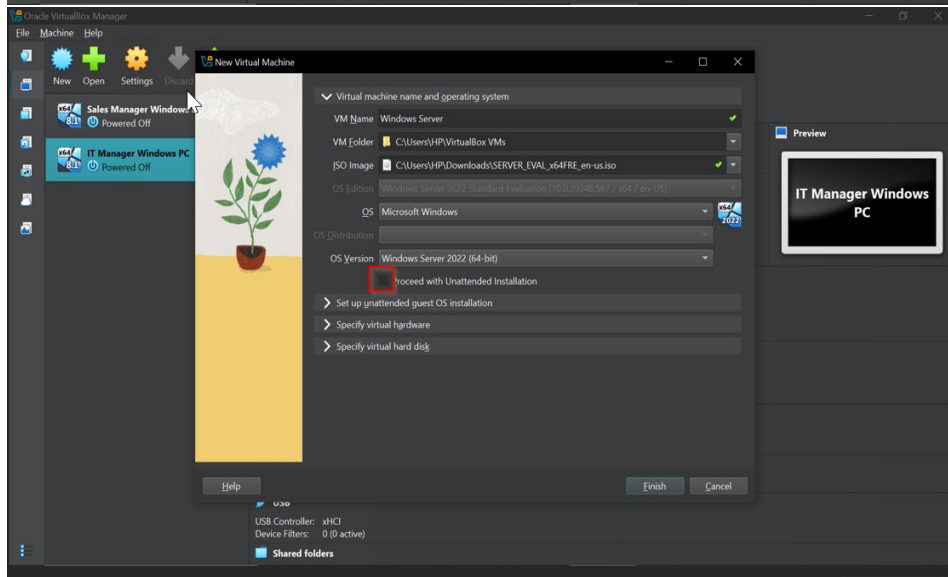 Oracle VirtualBox Manager
File Machine Help
New Open Settings Discard
Sales Manager Windows
Powered Off
IT Manager Windows PC
Powered Off
New Virtual Machine
Virtual machine name and operating system
VM Name Windows Server
VM Folder C:\Users\HP\VirtualBox VMs
ISO Image C:\Users\HP\Downloads\SERVER_EVAL_x64FRE_en-us.iso
OS Edition Windows Server 2022 Standard Evaluation (10.0.20348.587 / x64 / en-US)
OS Microsoft Windows
x64
2022
OS Distribution
OS Version Windows Server 2022 (64-bit)
Proceed with Unattended Installation
Set up unattended guest OS installation
Specify virtual hardware
Specify virtual hard disk
Help Finish Cancel
Preview
IT Manager Windows
PC
USB
USB Controller: xHCI
Device Filters: 0 (0 active)
Shared folders